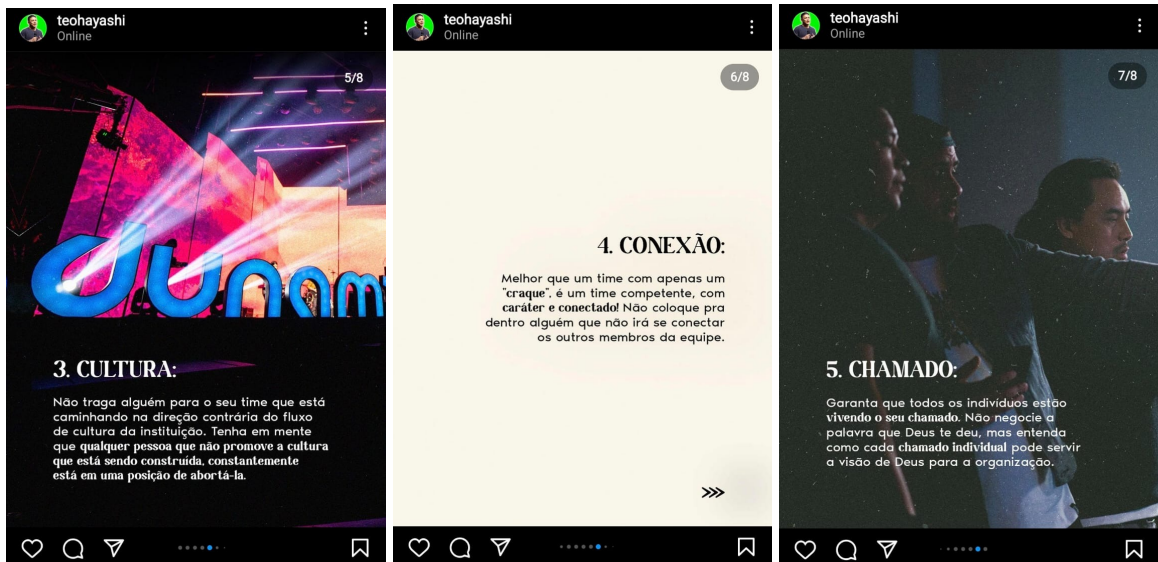 teohayashi
Online
5/8
dunam
3. CULTURA:
Não traga alguém para o seu time que está
caminhando na direção contrária do fluxo
de cultura da instituição. Tenha em mente
que qualquer pessoa que não promove a cultura
que está sendo construída, constantemente
está em uma posição de abortá-la.
teohayashi
Online
6/8
4. CONEXÃO:
Melhor que um time com apenas um
"craque", é um time competente, com
caráter e conectado! Não coloque pra
dentro alguém que não irá se conectar
os outros membros da equipe.
>>>
teohayashi
Online
7/8
5. CHAMADO:
Garanta que todos os indivíduos estão
vivendo o seu chamado. Não negocie a
palavra que Deus te deu, mas entenda
como cada chamado individual pode servir
a visão de Deus para a organização.